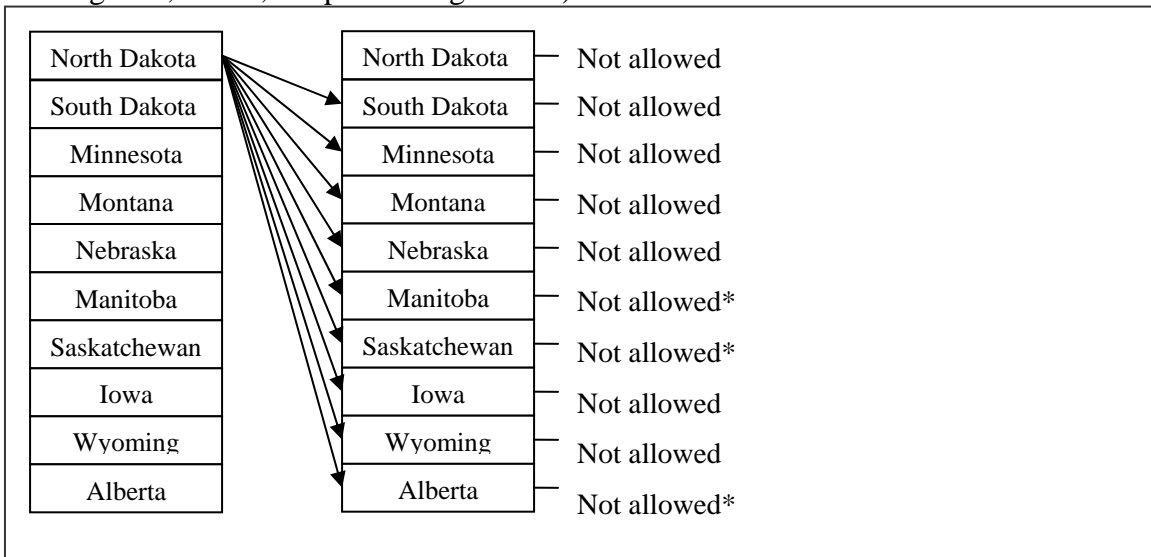 North Dakota North Dakota Not allowed
South Dakota South Dakota Not allowed
Minnesota Minnesota Not allowed
Montana Montana Not allowed
Nebraska Nebraska Not allowed
Manitoba Manitoba Not allowed*
Saskatchewan Saskatchewan Not allowed*
Iowa Iowa Not allowed
Wyoming Wyoming Not allowed
Alberta Alberta Not allowed*